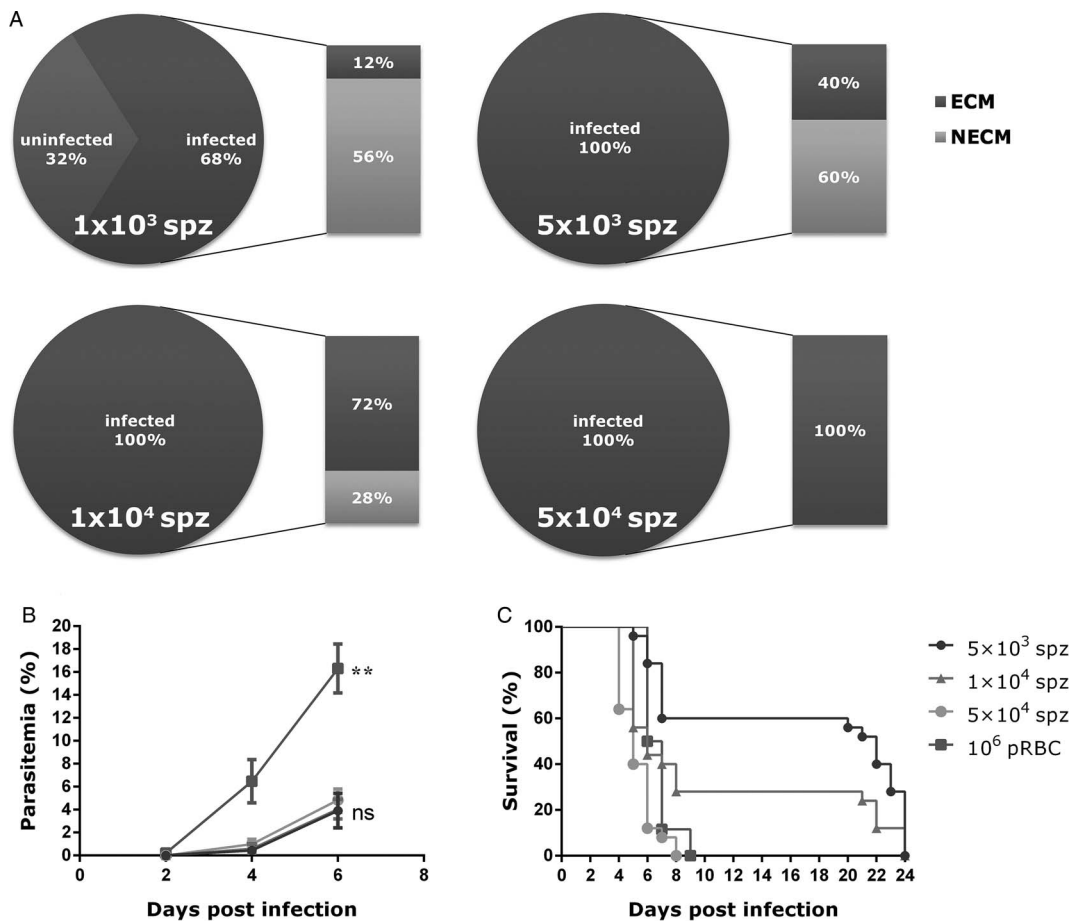 A
uninfected
32%
infected
68%
1x10³ spz
12%
56%
infected
100%
5x10³ spz
40%
60%
ECM
NECM
infected
100%
1x10⁴ spz
72%
28%
infected
100%
5x10⁴ spz
100%
B
Parasitemia (%)
20
18
16
14
12
10
8
6
4
2
0
**
ns
0 2 4 6 8
Days post infection
C
Survival (%)
100
80
60
40
20
0
0 2 4 6 8 10 12 14 16 18 20 22 24
Days post infection
5×10³ spz
1×10⁴ spz
5×10⁴ spz
10⁶ pRBC